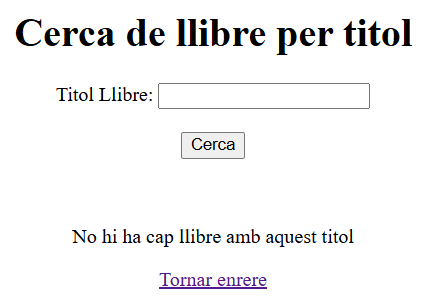 Cerca de llibre per titol
Titol Llibre:
Cerca
No hi ha cap llibre amb aquest titol
Tornar enrere